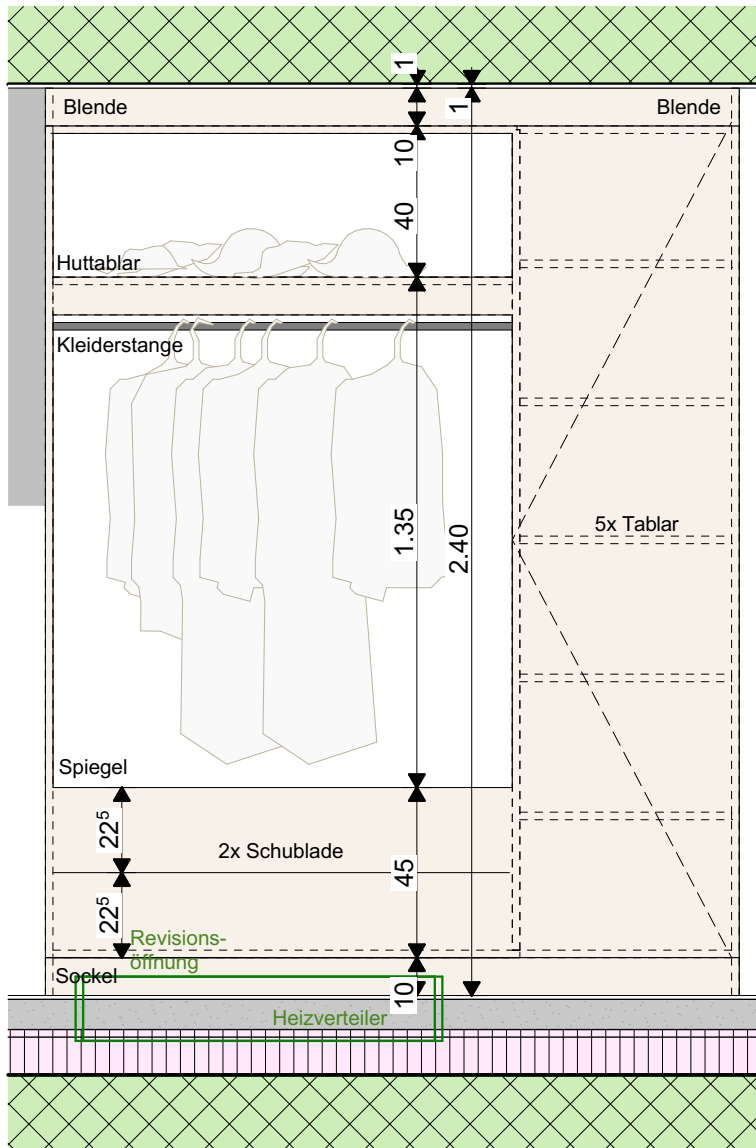 1
Blende
Blende
1
10
40
Huttablar
Kleiderstange
5x Tablar
1.35
2.40
Spiegel
22⁵
2x Schublade
45
22⁵
Revisions-
öffnung
Sockel
10
Heizverteiler